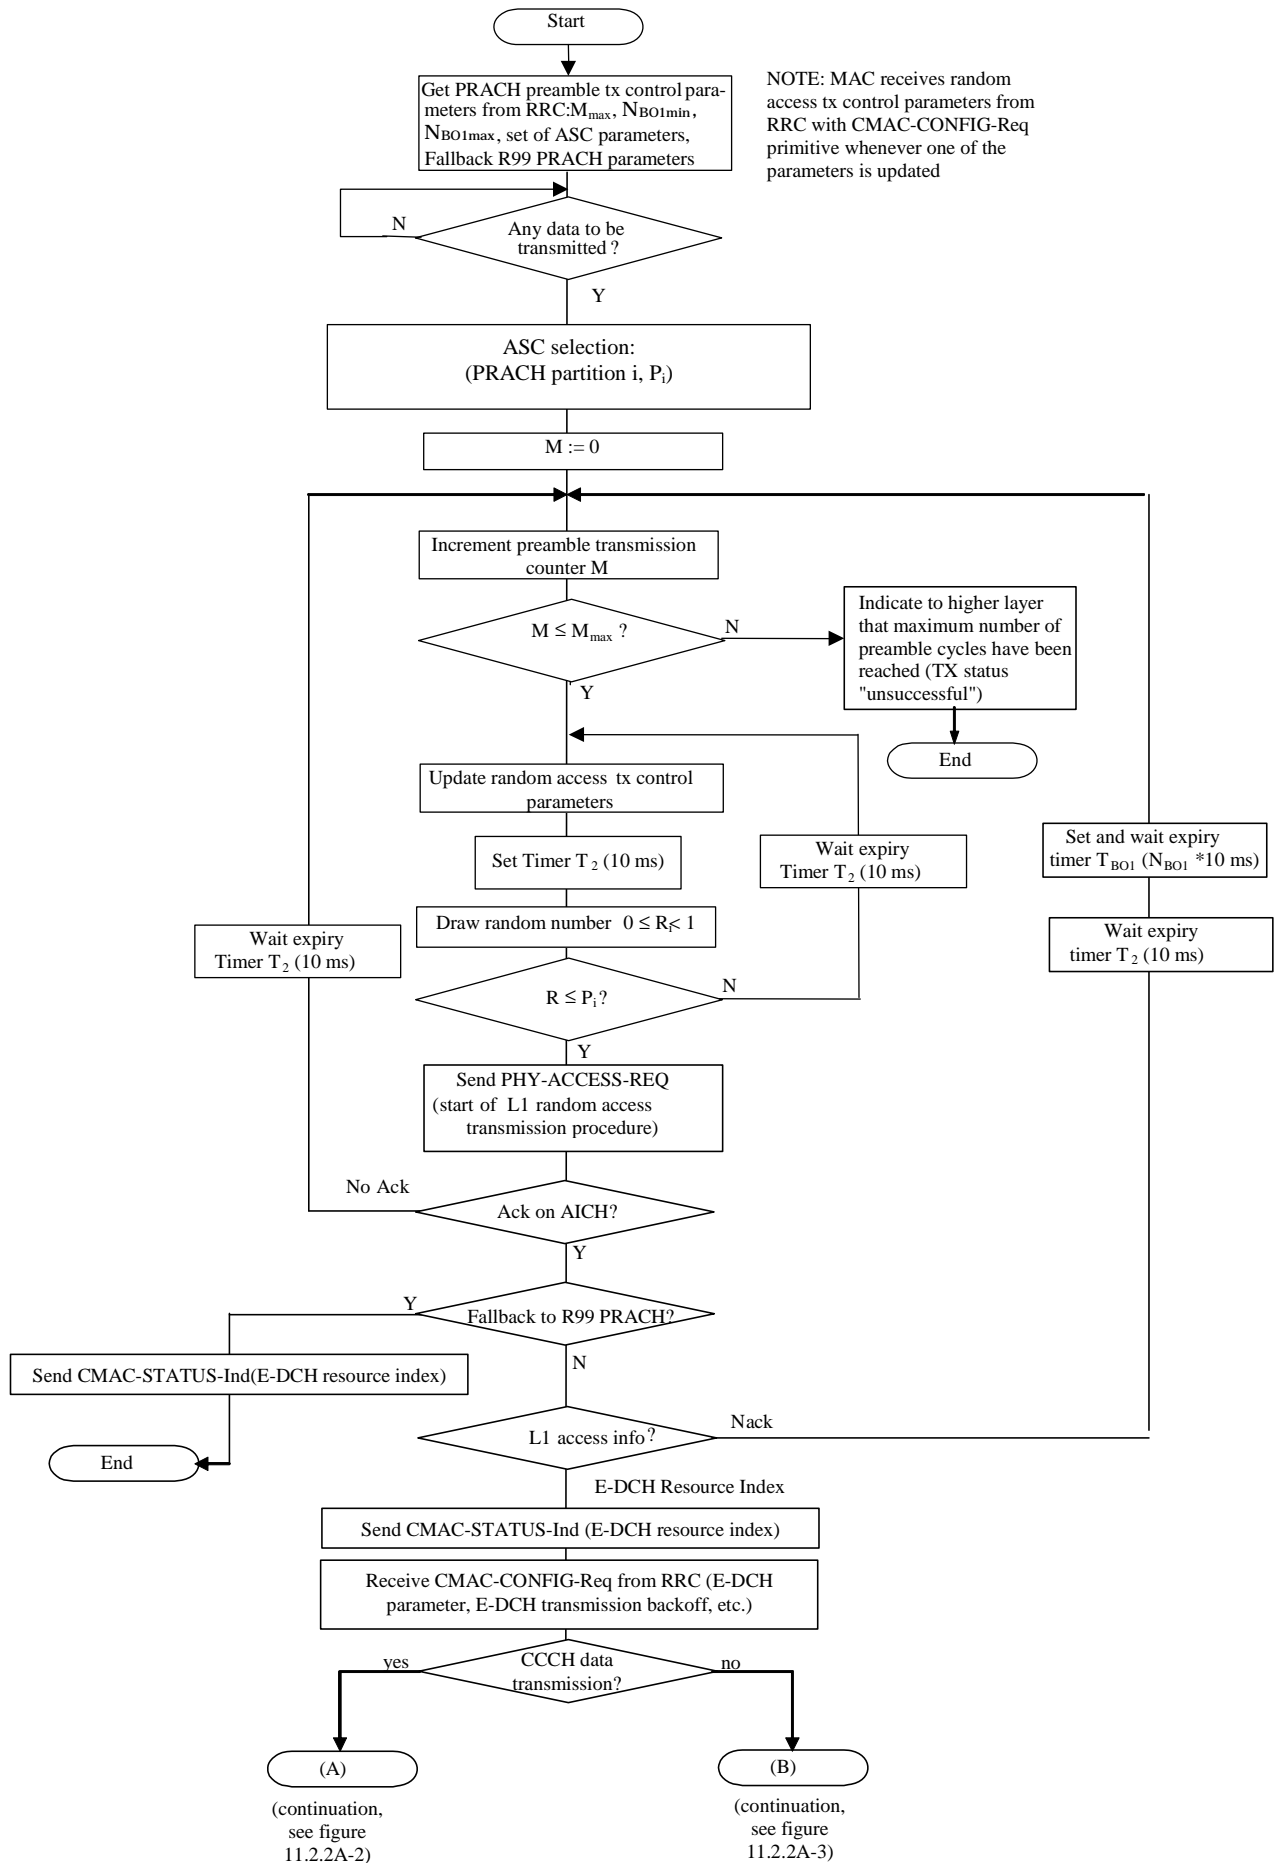 Start
Get PRACH preamble tx control para-
meters from RRC:Mmax, NBO1min,
NBO1max, set of ASC parameters,
Fallback R99 PRACH parameters
NOTE: MAC receives random
access tx control parameters from
RRC with CMAC-CONFIG-Req
primitive whenever one of the
parameters is updated
N
Any data to be
transmitted ?
Y
ASC selection:
(PRACH partition i, Pi)
M := 0
Increment preamble transmission
counter M
M ≤ Mmax ?
N
Y
Indicate to higher layer
that maximum number of
preamble cycles have been
reached (TX status
"unsuccessful")
End
Update random access tx control
parameters
Set Timer T2 (10 ms)
Wait expiry
Timer T2 (10 ms)
Set and wait expiry
timer TBO1 (NBO1 *10 ms)
Draw random number 0 ≤ Ri< 1
Wait expiry
Timer T2 (10 ms)
Wait expiry
timer T2 (10 ms)
R ≤ Pi?
N
Y
Send PHY-ACCESS-REQ
(start of L1 random access
transmission procedure)
No Ack
Ack on AICH?
Y
Y
Fallback to R99 PRACH?
N
Send CMAC-STATUS-Ind(E-DCH resource index)
End
L1 access info?
Nack
E-DCH Resource Index
Send CMAC-STATUS-Ind (E-DCH resource index)
Receive CMAC-CONFIG-Req from RRC (E-DCH
parameter, E-DCH transmission backoff, etc.)
yes
CCCH data
transmission?
no
(A)
(B)
(continuation,
see figure
11.2.2A-2)
(continuation,
see figure
11.2.2A-3)